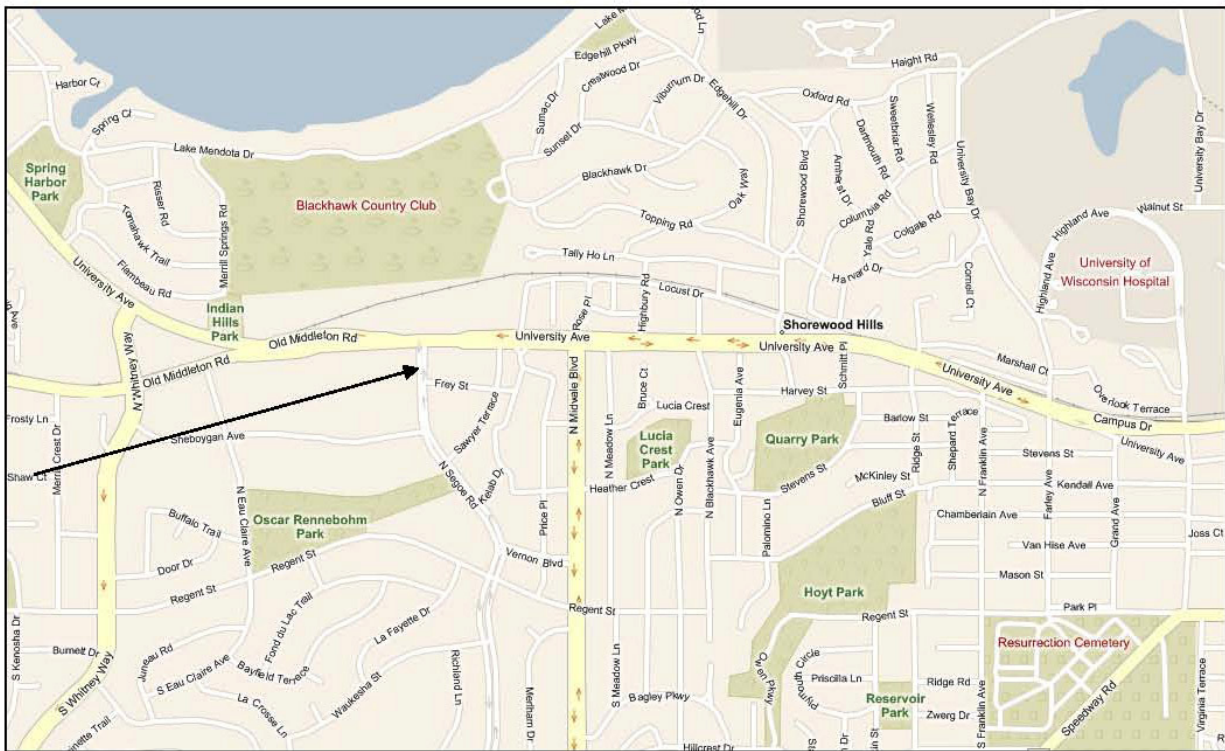 Lake M
Edgehill Pkwy
Haight Rd
Harbor Ct
Crestwood Dr
Viburnum Dr
Edgehill Dr
Oxford Rd
Sumac Dr
Spring Ct
Sunset Dr
Dartmouth Rd
Sweetbriar Rd
Wellesley Rd
University Bay Dr
University Bay Dr
Lake Mendota Dr
Spring
Harbor
Park
Risser Rd
Blackhawk Dr
Oak Way
Shorewood Blvd
Amherst Dr
Blackhawk Country Club
Merrill Springs Rd
Tomahawk Trail
Topping Rd
Columbia Rd
Yale Rd
Colgate Rd
Highland Ave
Walnut St
Tally Ho Ln
Harvard Dr
University of
Wisconsin Hospital
University Ave
Flambeau Rd
Highbury Rd
Locust Dr
Cornell Ct
Highland Ave
Indian
Hills
Park
Rose Pl
Shorewood Hills
Old Middleton Rd
University Ave
University Ave
Schmitt Pl
Marshall Ct
N Whitney Way
Old Middleton Rd
N Midvale Blvd
Bruce Ct
Eugenia Ave
Harvey St
University Ave
Overlook Terrace
Frey St
Lucia Crest
Campus Dr
Frosty Ln
Merrill Crest Dr
Sheboygan Ave
Sawyer Terrace
N Meadow Ln
Lucia
Crest
Park
Quarry Park
Barlow St
Shepard Terrace
University Ave
Shaw Ct
N Segoe Rd
Kelab Dr
Heather Crest
N Owen Dr
N Blackhawk Ave
Stevens St
McKinley St
Ridge St
N Franklin Ave
Stevens St
Farley Ave
Kendall Ave
N Eau Claire Ave
Oscar Rennebohm
Park
Buffalo Trail
Price Pl
Palomino Ln
Bluff St
Chamberlain Ave
Grand Ave
Joss Ct
Door Dr
Regent St
Vernon Blvd
Van Hise Ave
Mason St
Regent St
Hoyt Park
Regent St
Regent St
Park Pl
S Kenosha Dr
Burnett Dr
Juneau Rd
Fond du Lac Trail
La Fayette Dr
Resurrection Cemetery
S Whitney Way
S Eau Claire Ave
Bayfield Terrace
Waukesha St
Richland Ln
Merlham Dr
S Meadow Ln
Owen Pkwy
Plymouth Circle
Priscilla Ln
Ridge Rd
Speedway Rd
La Crosse Ln
Bagley Pkwy
Reservoir
Park
Zwerg Dr
S Franklin Ave
Virginia Terrace
Hillcrest Dr